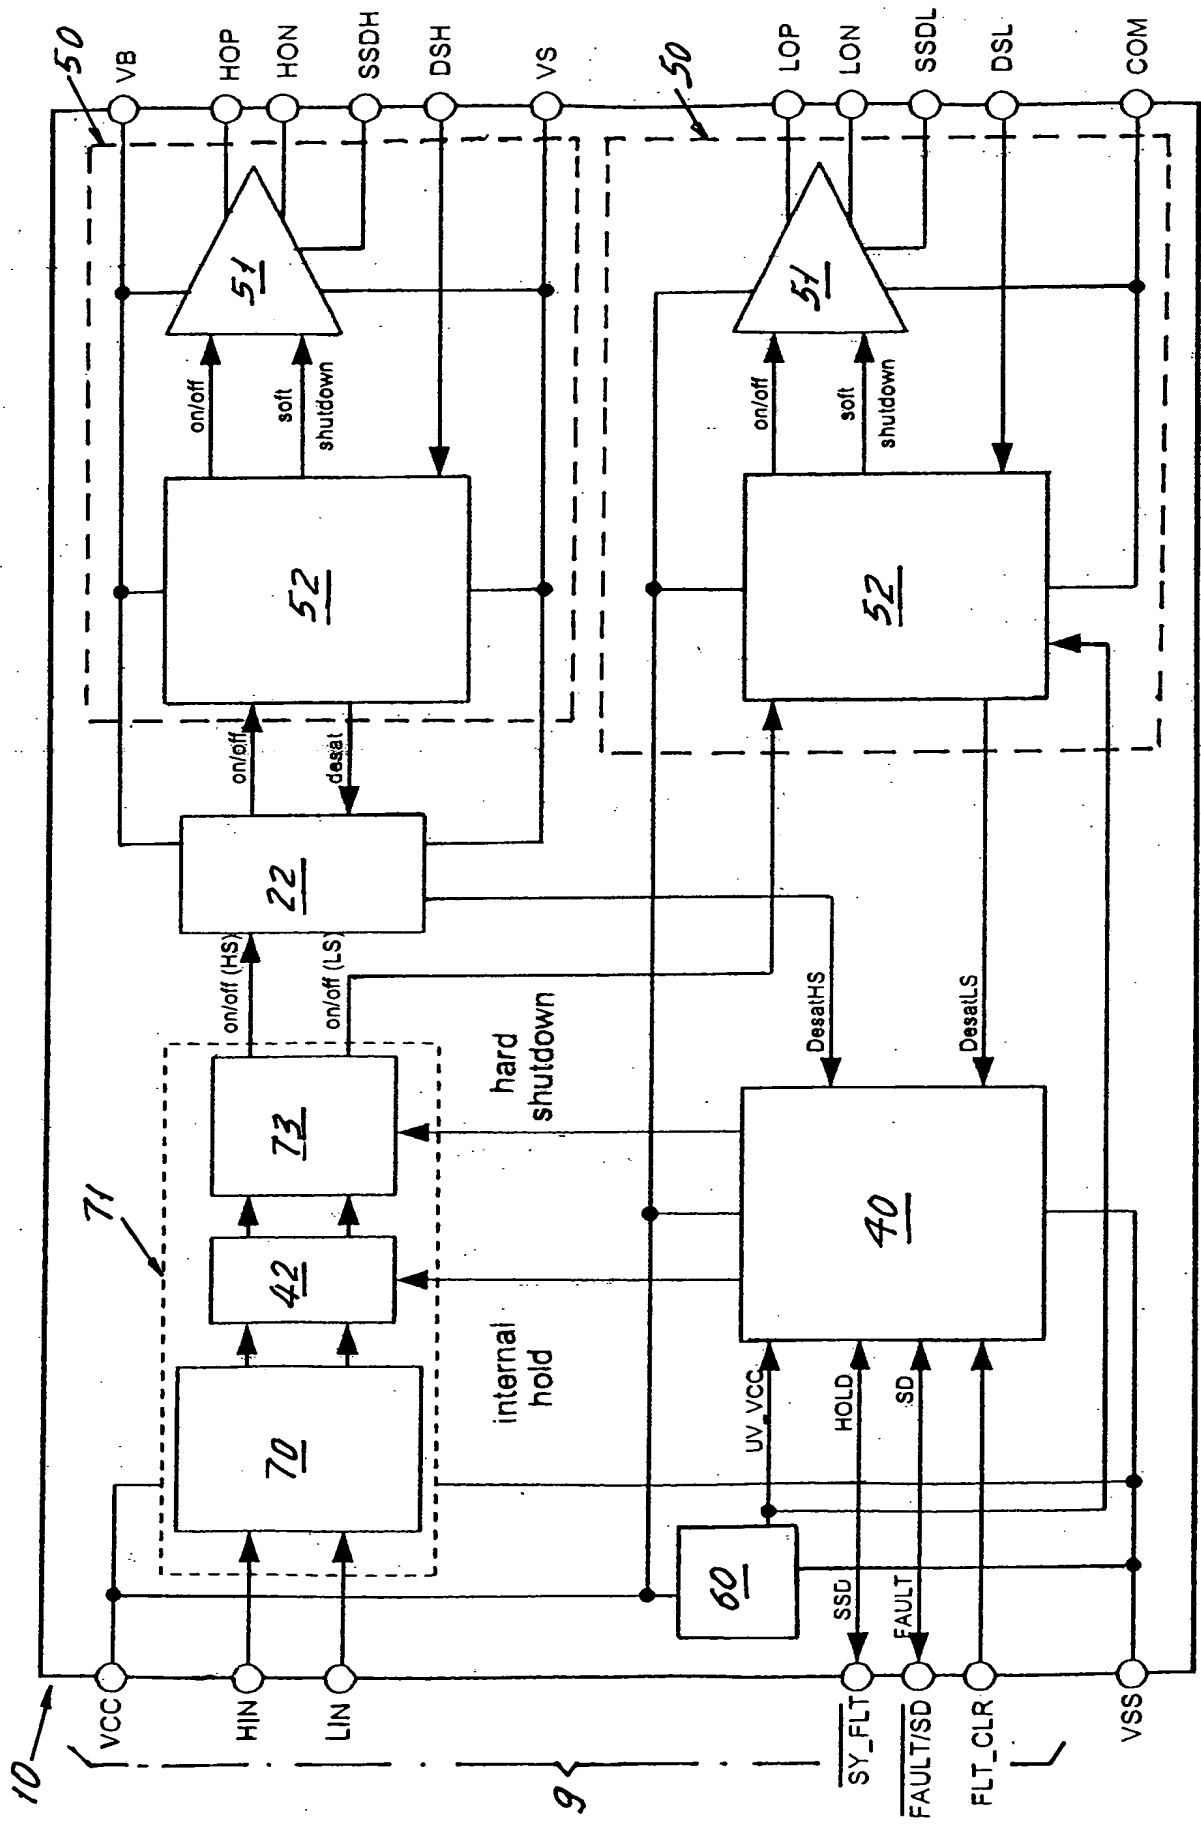 10
VCC
HIN
LIN
9
SY_FLT
FAULT/SD
FLT_CLR
VSS
71
70
42
73
on/off (HS)
on/off (LS)
22
on/off
desat
50
52
on/off
soft
shutdown
51
VB
HOP
HON
SSDH
DSH
VS
internal
hold
hard
shutdown
60
UV_VCC
SSD
HOLD
FAULT
SD
40
DesatHS
DesatLS
50
52
on/off
soft
shutdown
51
LOP
LON
SSDL
DSL
COM